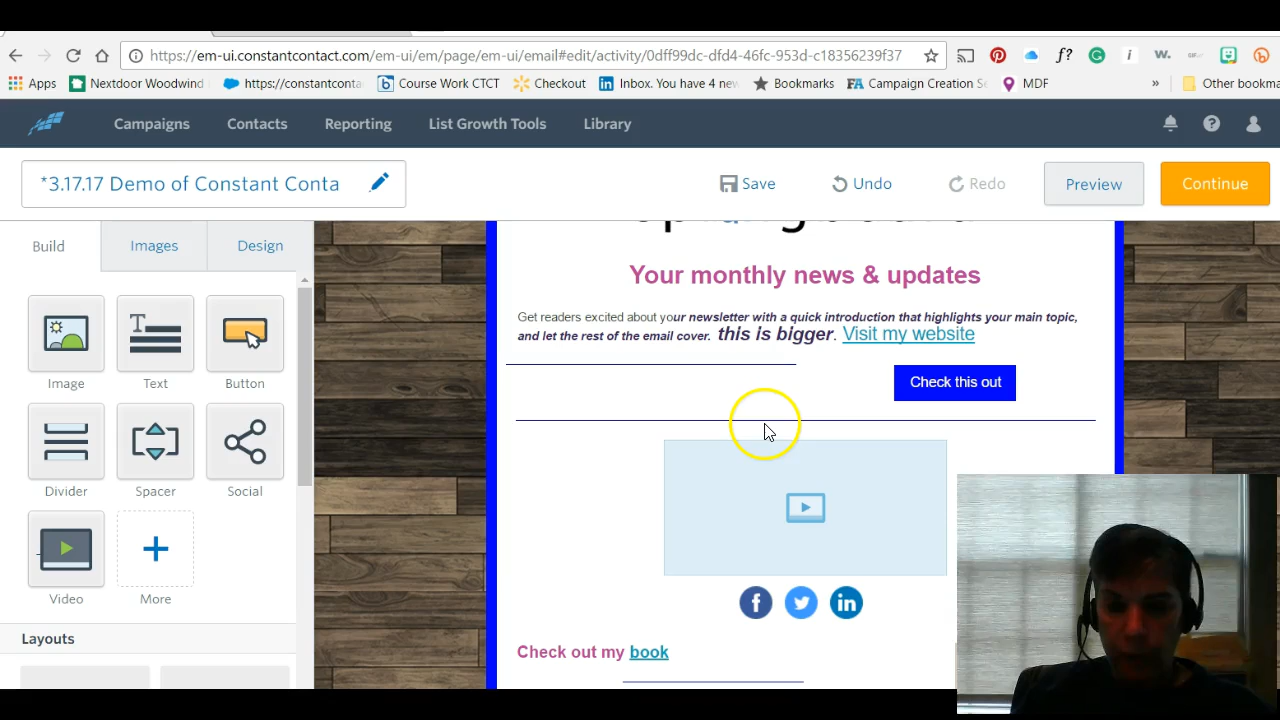 https://em-ui.constantcontact.com/em-ui/em/page/em-ui/email#edit/activity/0dff99dc-dfd4-46fc-953d-c18356239f37
Apps Nextdoor Woodwind https://constantconta Course Work CTCT Checkout Inbox. You have 4 new Bookmarks FA Campaign Creation Se MDF » Other bookma
Campaigns Contacts Reporting List Growth Tools Library
*3.17.17 Demo of Constant Conta Save Undo Redo Preview Continue
Build Images Design
Your monthly news & updates
Get readers excited about your newsletter with a quick introduction that highlights your main topic,
and let the rest of the email cover. this is bigger. Visit my website
Check this out
Image Text Button
Divider Spacer Social
Video More
Layouts
Check out my book